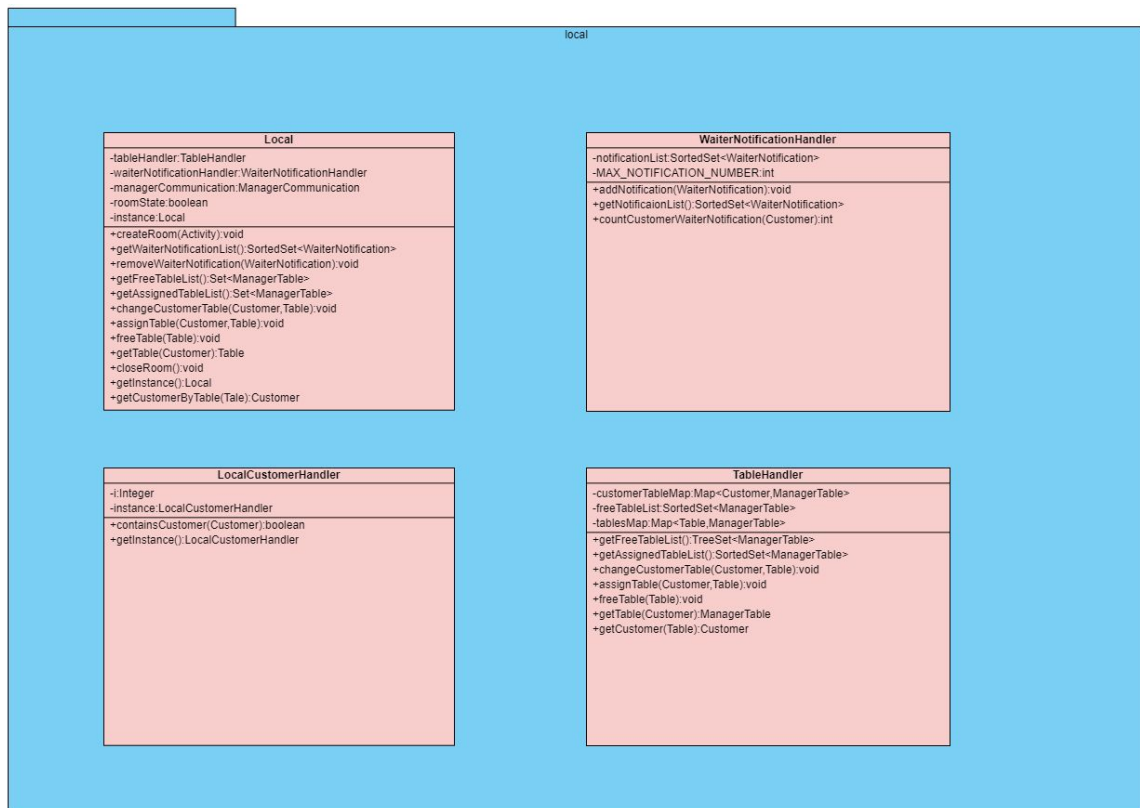 local
Local
-tableHandler:TableHandler
-waiterNotificationHandler:WaiterNotificationHandler
-managerCommunication:ManagerCommunication
-roomState:boolean
-instance:Local
+createRoom(Activity):void
+getWaiterNotificationList():SortedSet<WaiterNotification>
+removeWaiterNotification(WaiterNotification):void
+getFreeTableList():Set<ManagerTable>
+getAssignedTableList():Set<ManagerTable>
+changeCustomerTable(Customer,Table):void
+assignTable(Customer,Table):void
+freeTable(Table):void
+getTable(Customer):Table
+closeRoom():void
+getInstance():Local
+getCustomerByTable(Tale):Customer
WaiterNotificationHandler
-notificationList:SortedSet<WaiterNotification>
-MAX_NOTIFICATION_NUMBER:int
+addNotification(WaiterNotification):void
+getNotificaionList():SortedSet<WaiterNotification>
+countCustomerWaiterNotification(Customer):int
LocalCustomerHandler
-i:Integer
-instance:LocalCustomerHandler
+containsCustomer(Customer):boolean
+getInstance():LocalCustomerHandler
TableHandler
-customerTableMap:Map<Customer,ManagerTable>
-freeTableList:SortedSet<ManagerTable>
-tablesMap:Map<Table,ManagerTable>
+getFreeTableList():TreeSet<ManagerTable>
+getAssignedTableList():SortedSet<ManagerTable>
+changeCustomerTable(Customer,Table):void
+assignTable(Customer,Table):void
+freeTable(Table):void
+getTable(Customer):ManagerTable
+getCustomer(Table):Customer